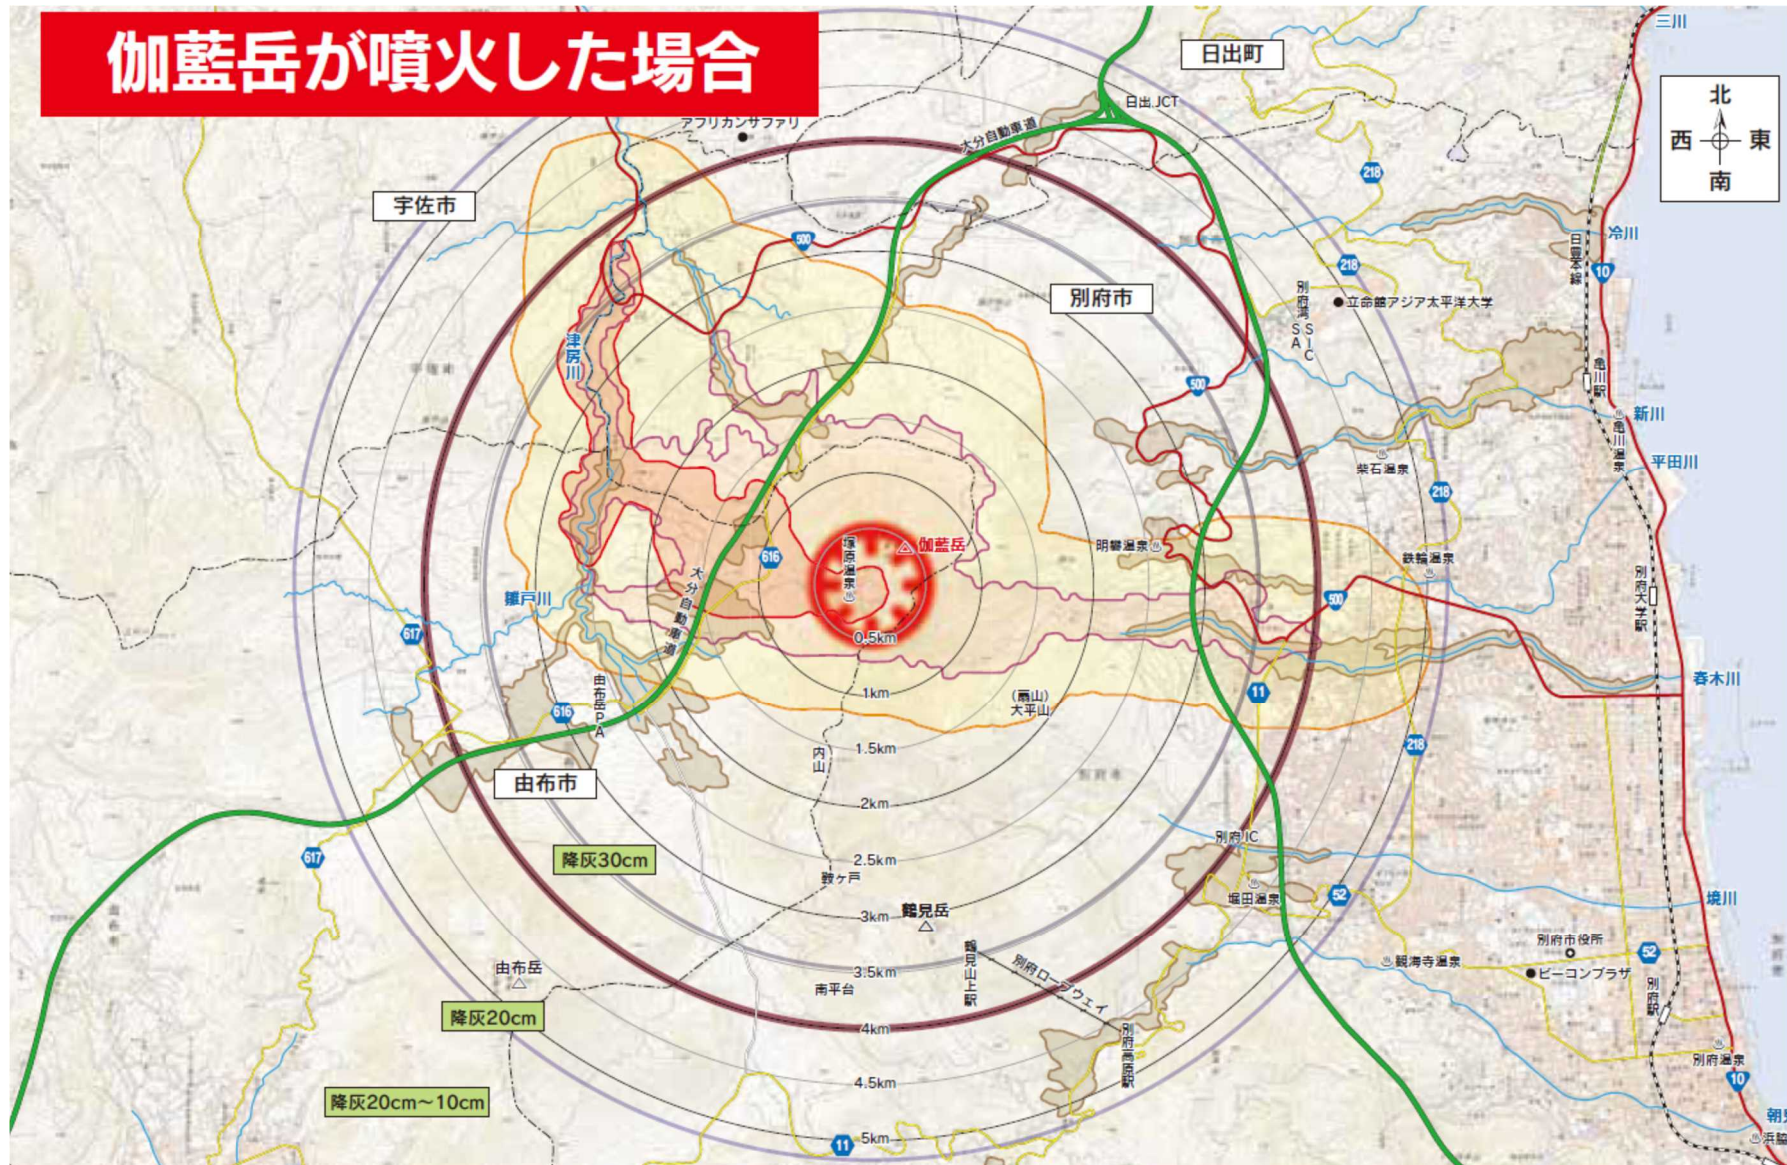 伽藍岳が噴火した場合
日出町
三川
北
西
東
南
アフリカンサファリ
大分自動車道
日出JCT
宇佐市
500
218
冷川
日豊本線
10
218
別府市
別府湾
SA
SIC
立命館アジア太平洋大学
津房川
500
亀川駅
新川
亀川温泉
柴石温泉
平田川
218
616
塚原温泉
伽藍岳
明礬温泉
鉄輪温泉
別府大学駅
雛戸川
大分自動車道
617
500
0.5km
春木川
由布岳PA
616
1km
(扇山)
大平山
11
218
内山
1.5km
由布市
2km
別府IC
617
降灰30cm
2.5km
鞍ヶ戸
堀田温泉
52
境川
3km
鶴見岳
鶴見山上駅
別府ロープウェイ
別府市役所
52
観海寺温泉
ビーコンプラザ
由布岳
3.5km
南平台
別府駅
降灰20cm
4km
別府高原駅
別府温泉
4.5km
10
降灰20cm～10cm
11
5km